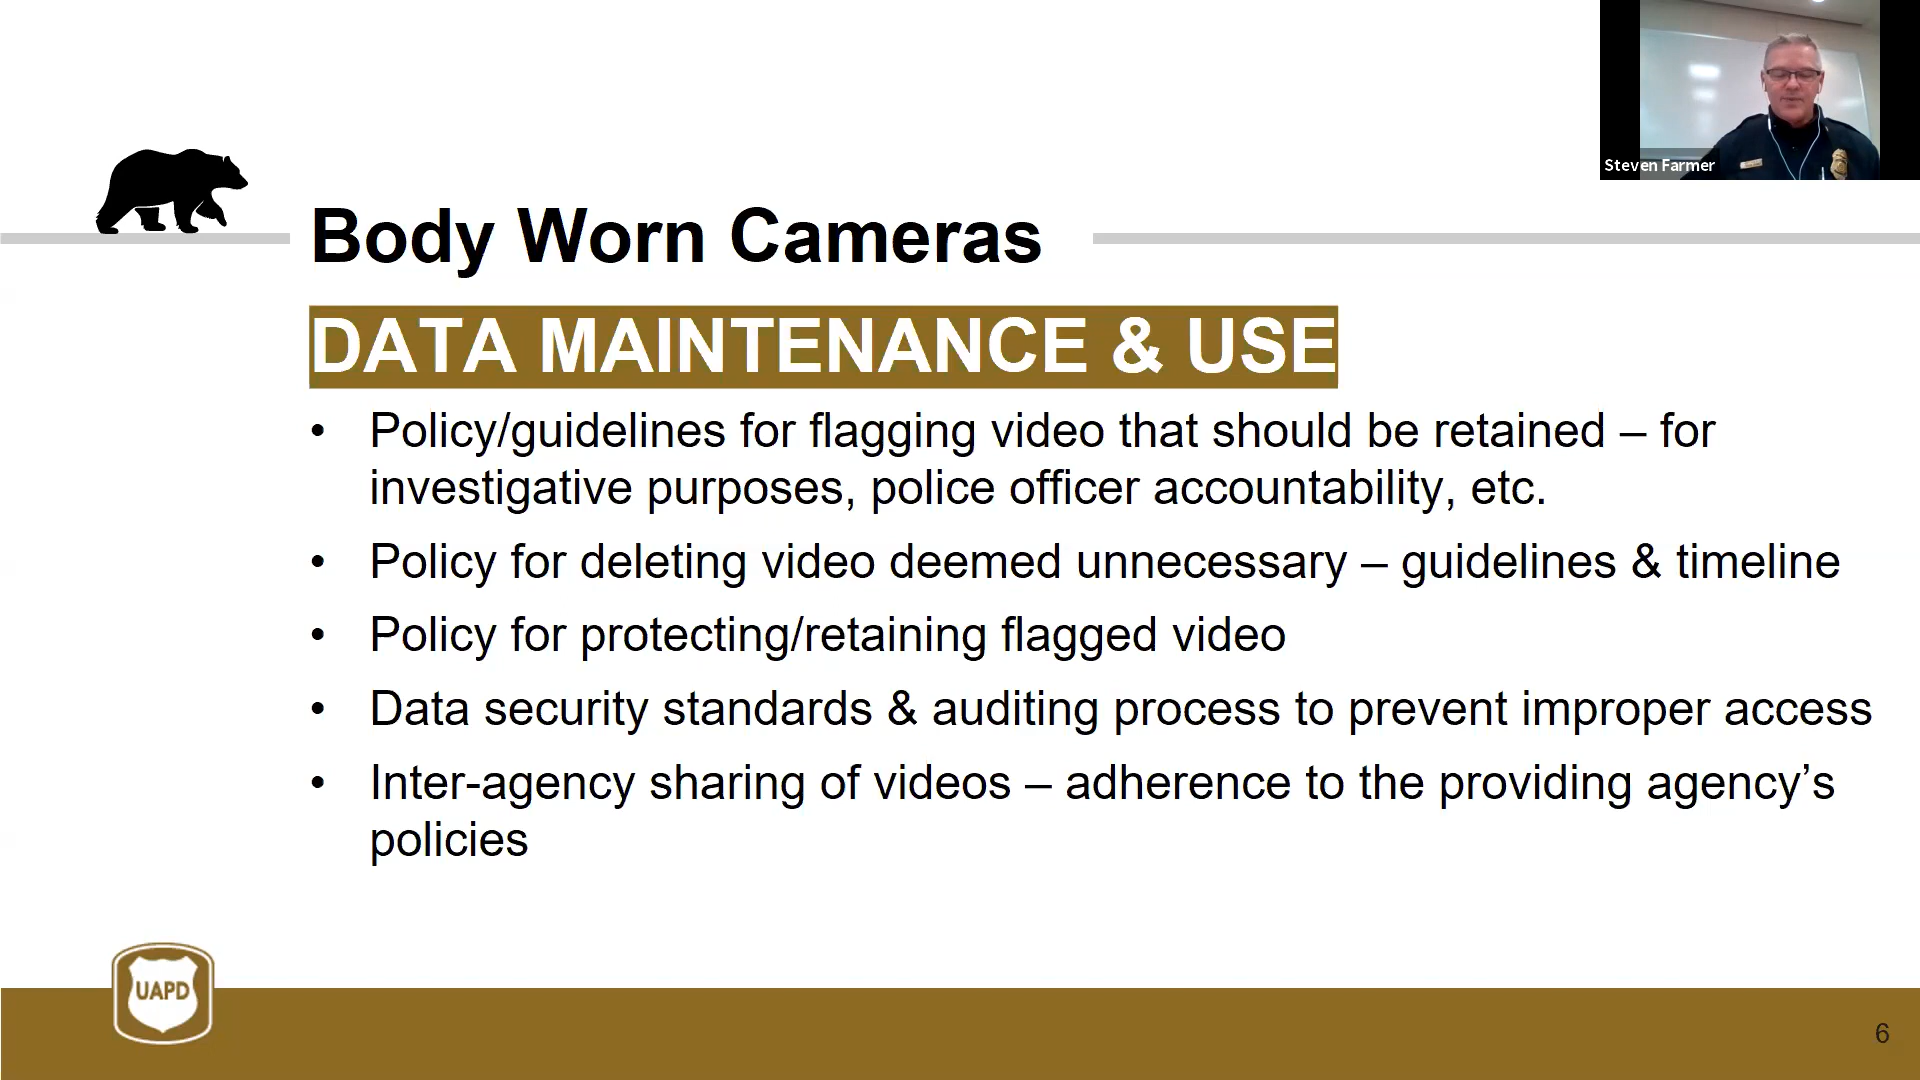 Steven Farmer
Body Worn Cameras
DATA MAINTENANCE & USE
• Policy/guidelines for flagging video that should be retained – for
investigative purposes, police officer accountability, etc.
• Policy for deleting video deemed unnecessary – guidelines & timeline
• Policy for protecting/retaining flagged video
• Data security standards & auditing process to prevent improper access
• Inter-agency sharing of videos – adherence to the providing agency’s
policies
UAPD
6